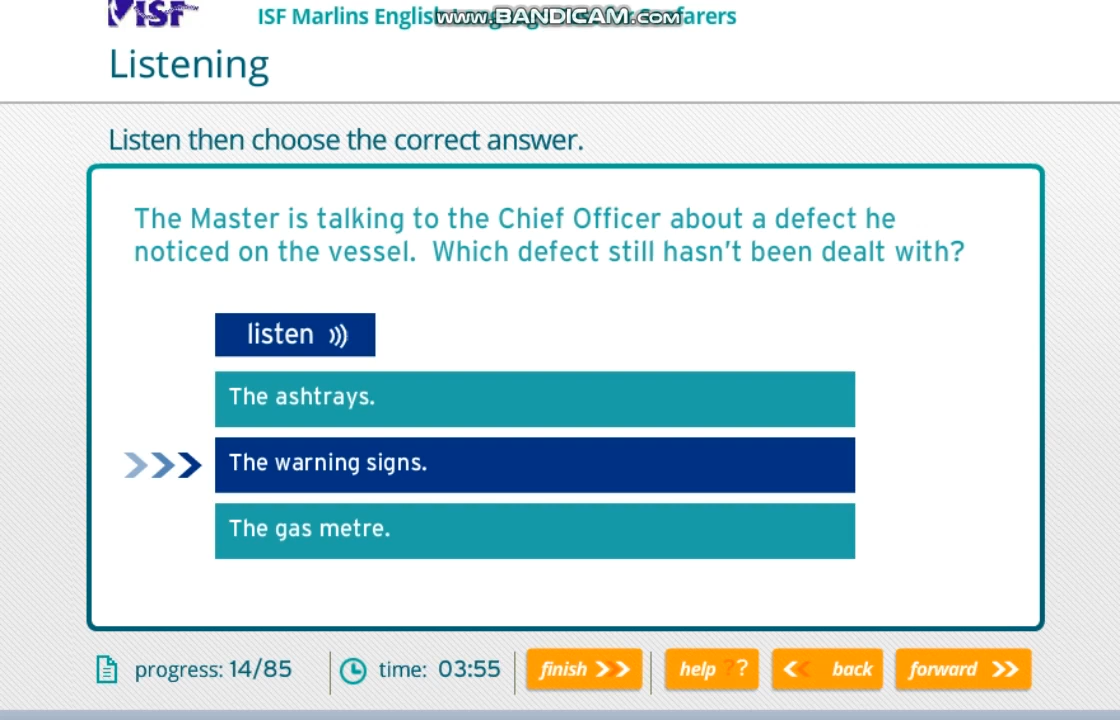 ISF
ISF Marlins English
www.BANDICAM.com
farers
Listening
Listen then choose the correct answer.
The Master is talking to the Chief Officer about a defect he
noticed on the vessel. Which defect still hasn't been dealt with?
listen
The ashtrays.
The warning signs.
The gas metre.
progress: 14/85
time: 03:55
finish
help ??
back
forward